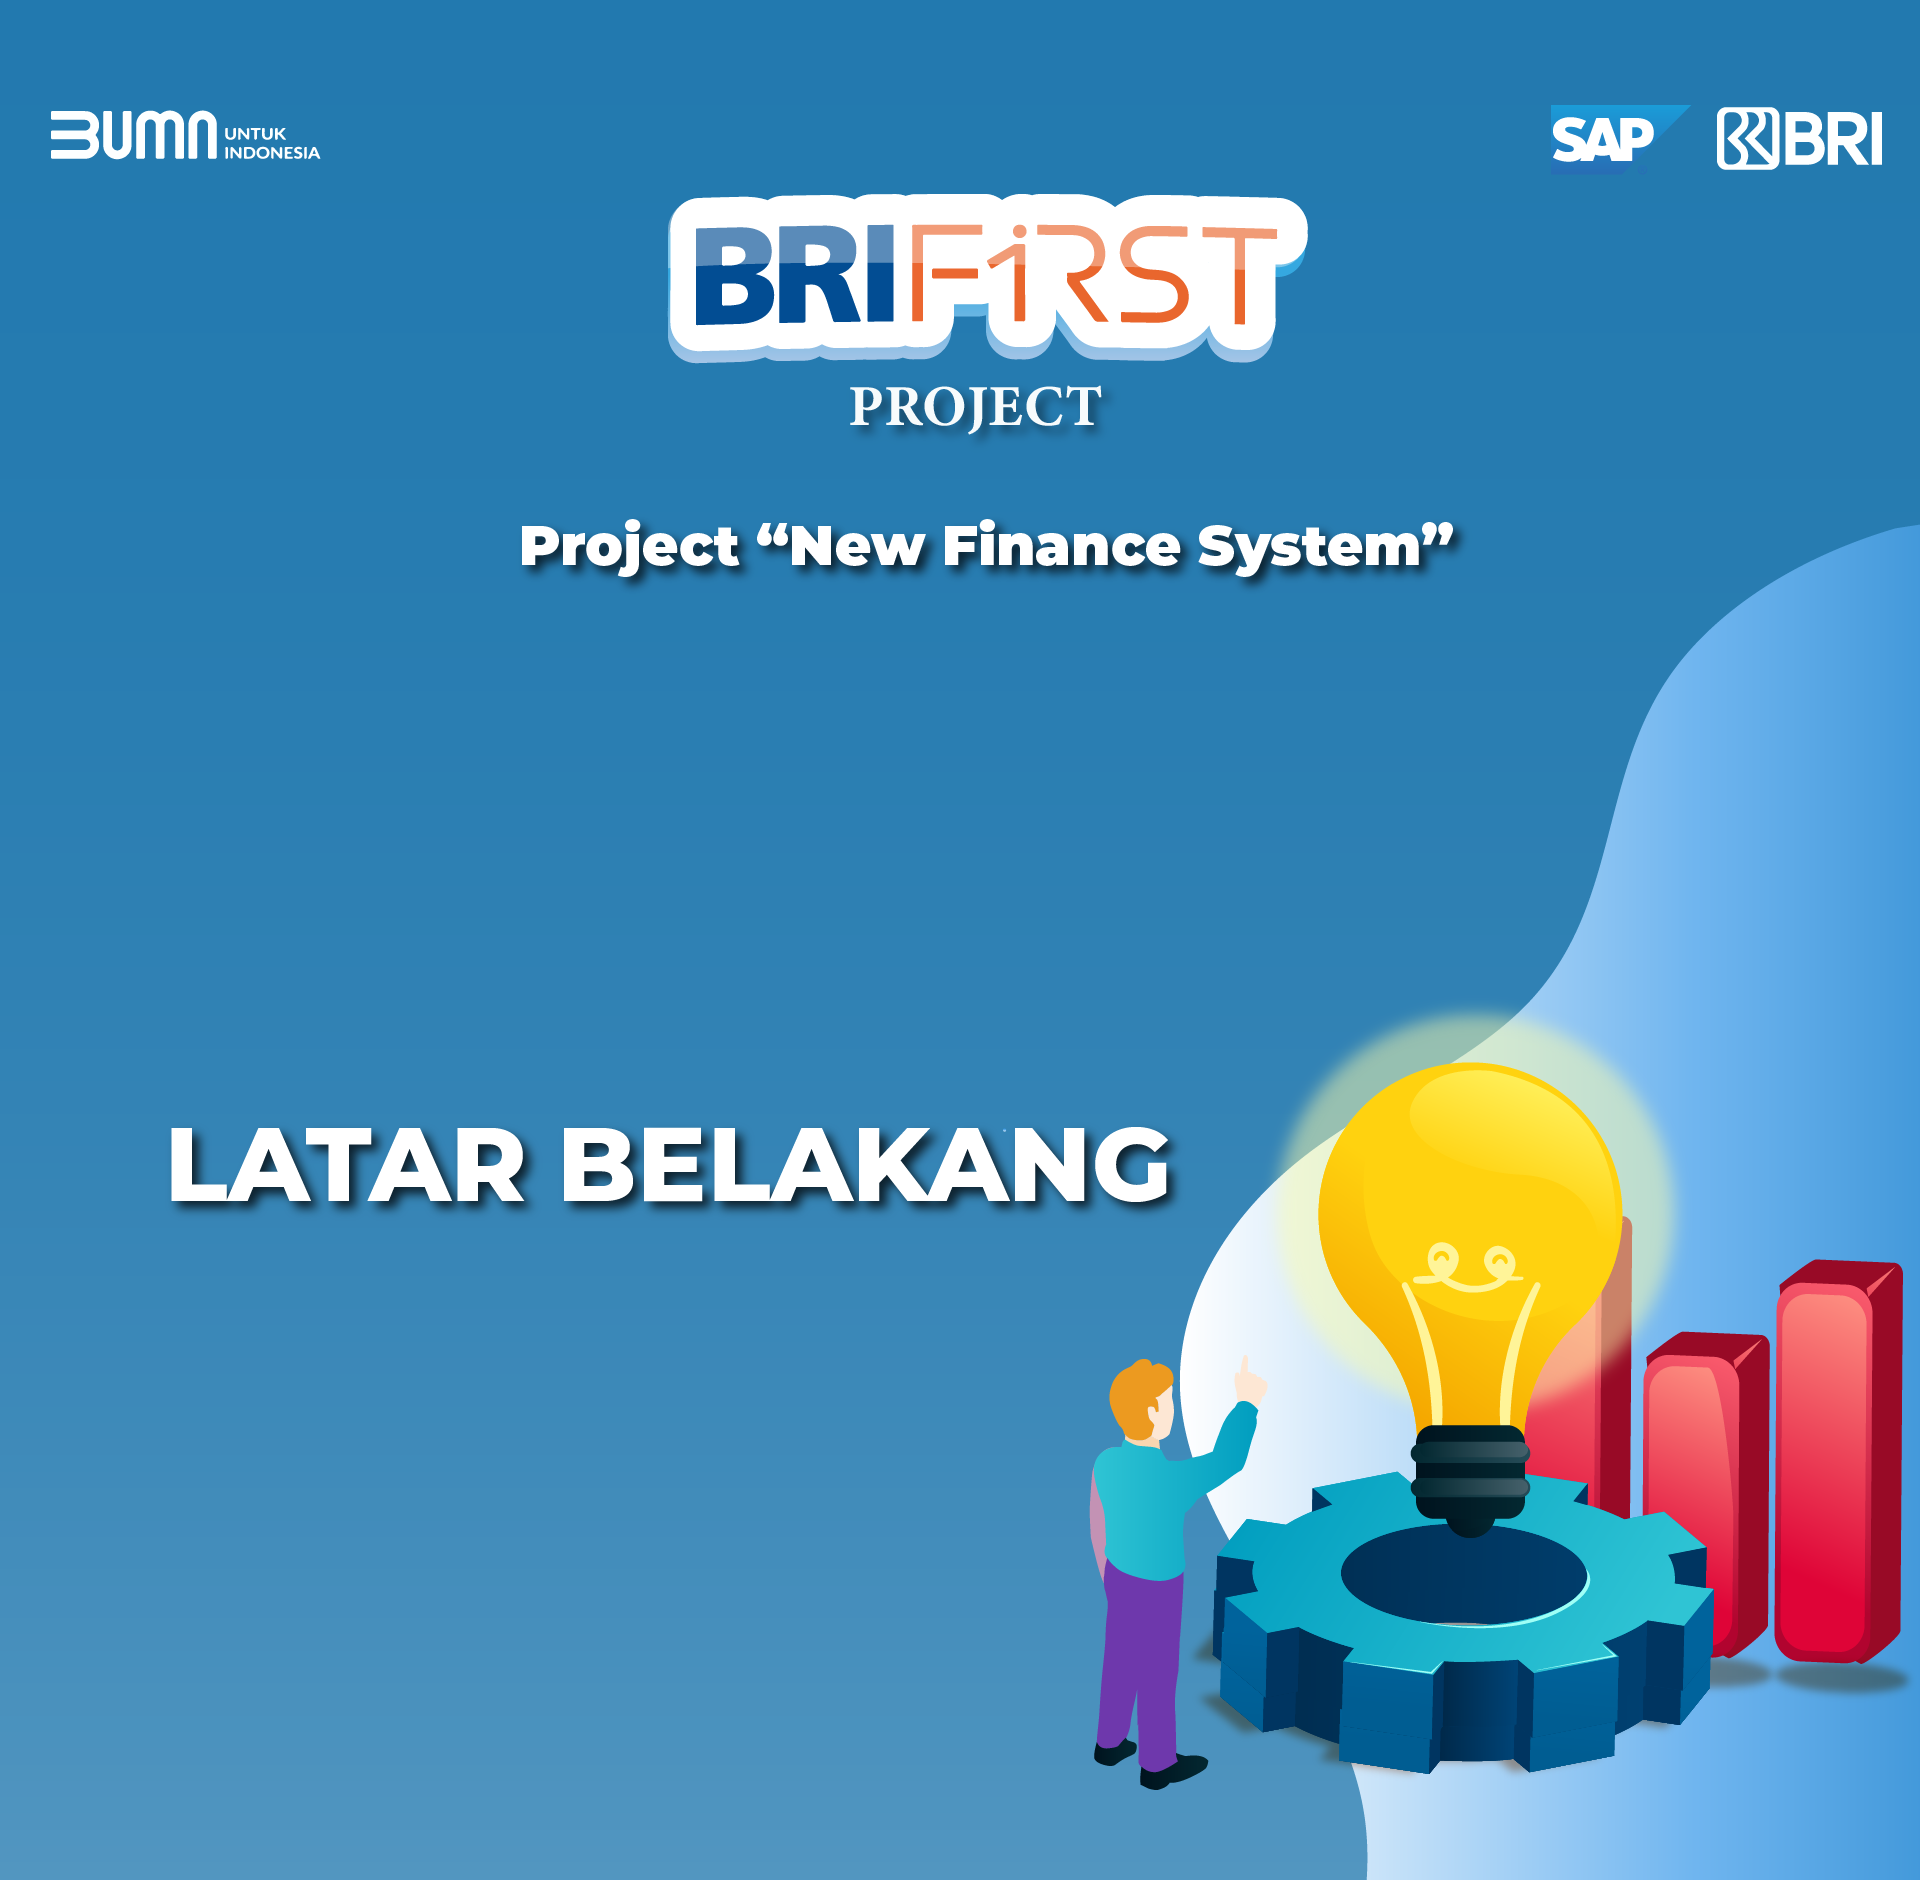 BUMN UNTUK
INDONESIA
SAP BRI
BRIFIRST
PROJECT
Project “New Finance System”
LATAR BELAKANG